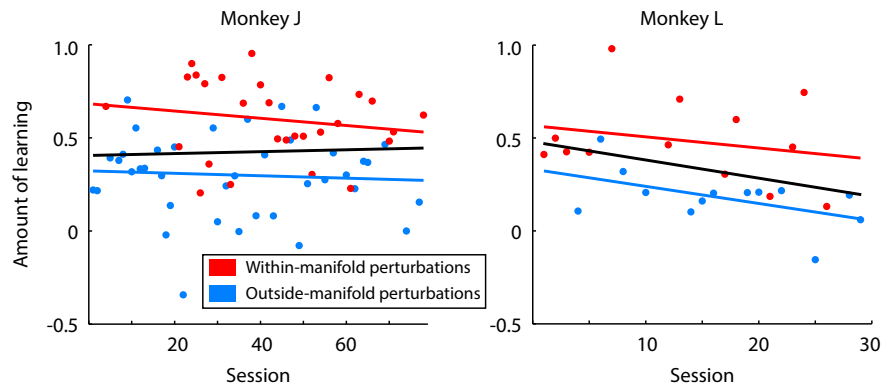 Monkey J
Monkey L
Amount of learning
1.0
0.5
0
-0.5
20
40
60
Session
Within-manifold perturbations
Outside-manifold perturbations
1.0
0.5
0
-0.5
10
20
30
Session